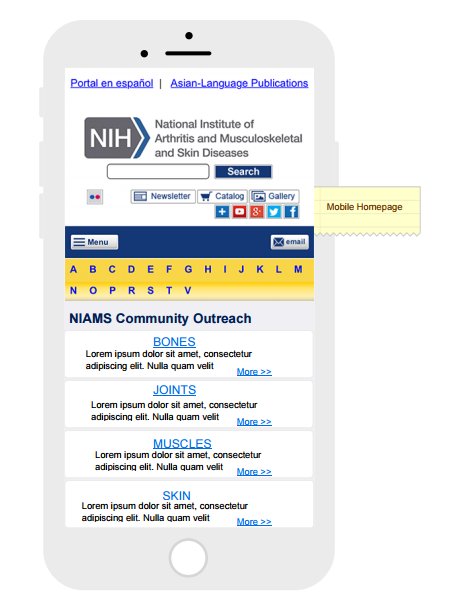 Portal en español | Asian-Language Publications
NIH
National Institute of
Arthritis and Musculoskeletal
and Skin Diseases
Search
Newsletter Catalog Gallery
Menu
email
Mobile Homepage
A B C D E F G H I J K L M
N O P R S T V
NIAMS Community Outreach
BONES
Lorem ipsum dolor sit amet, consectetur
adipiscing elit. Nulla quam velit
More >>
JOINTS
Lorem ipsum dolor sit amet, consectetur
adipiscing elit. Nulla quam velit
More >>
MUSCLES
Lorem ipsum dolor sit amet, consectetur
adipiscing elit. Nulla quam velit
More >>
SKIN
Lorem ipsum dolor sit amet, consectetur
adipiscing elit. Nulla quam velit
More >>